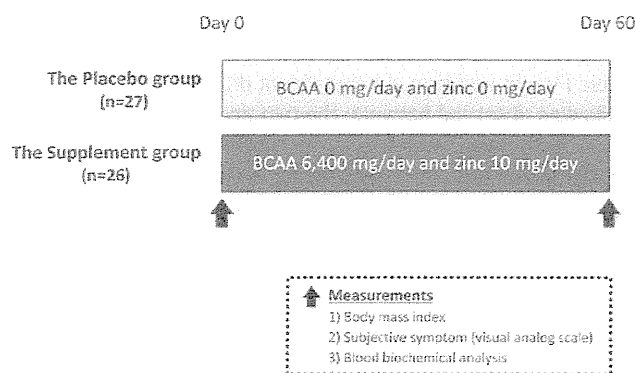 Day 0
Day 60
The Placebo group
(n=27)
BCAA 0 mg/day and zinc 0 mg/day
The Supplement group
(n=26)
BCAA 6,400 mg/day and zinc 10 mg/day
Measurements
1) Body mass index
2) Subjective symptom (visual analog scale)
3) Blood biochemical analysis